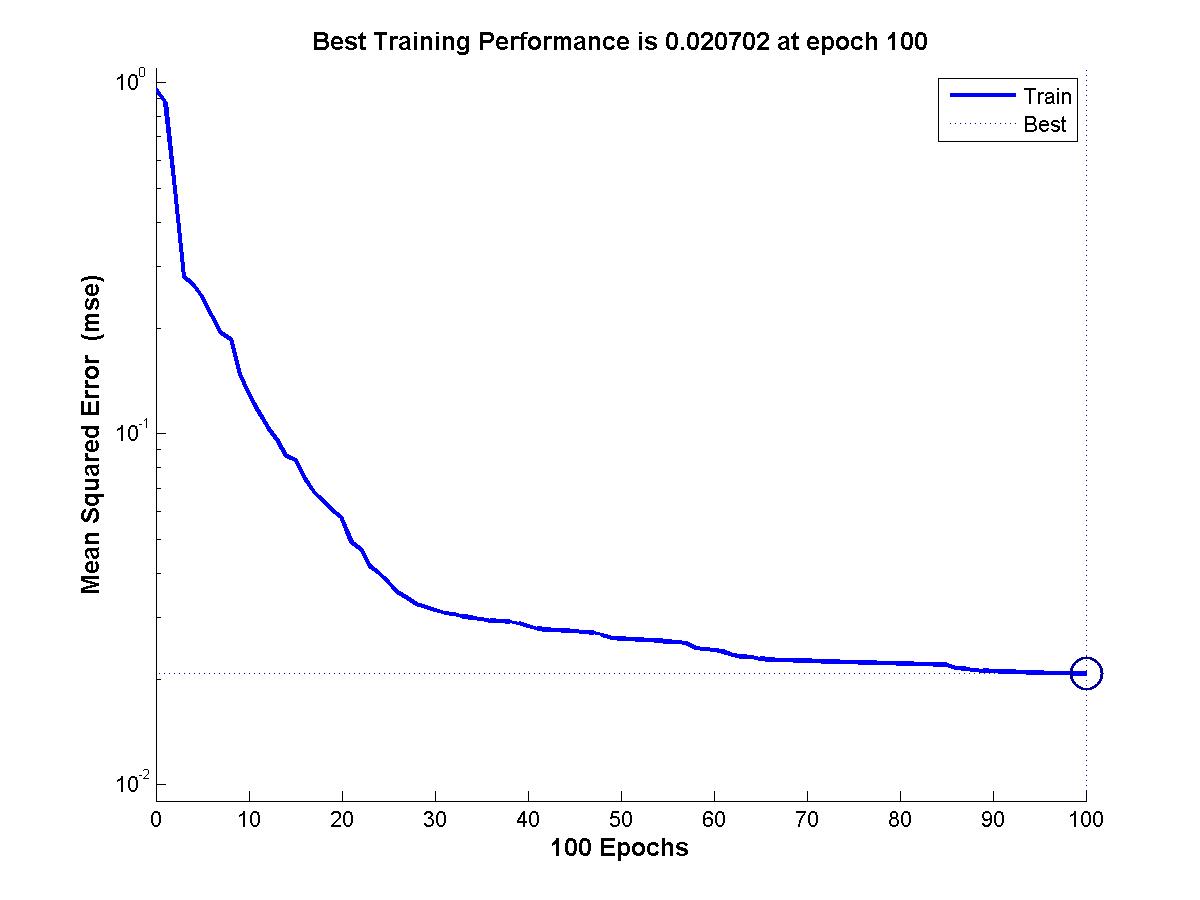 Best Training Performance is 0.020702 at epoch 100
10^0
Train
Best
10^-1
10^-2
Mean Squared Error (mse)
0 10 20 30 40 50 60 70 80 90 100
100 Epochs